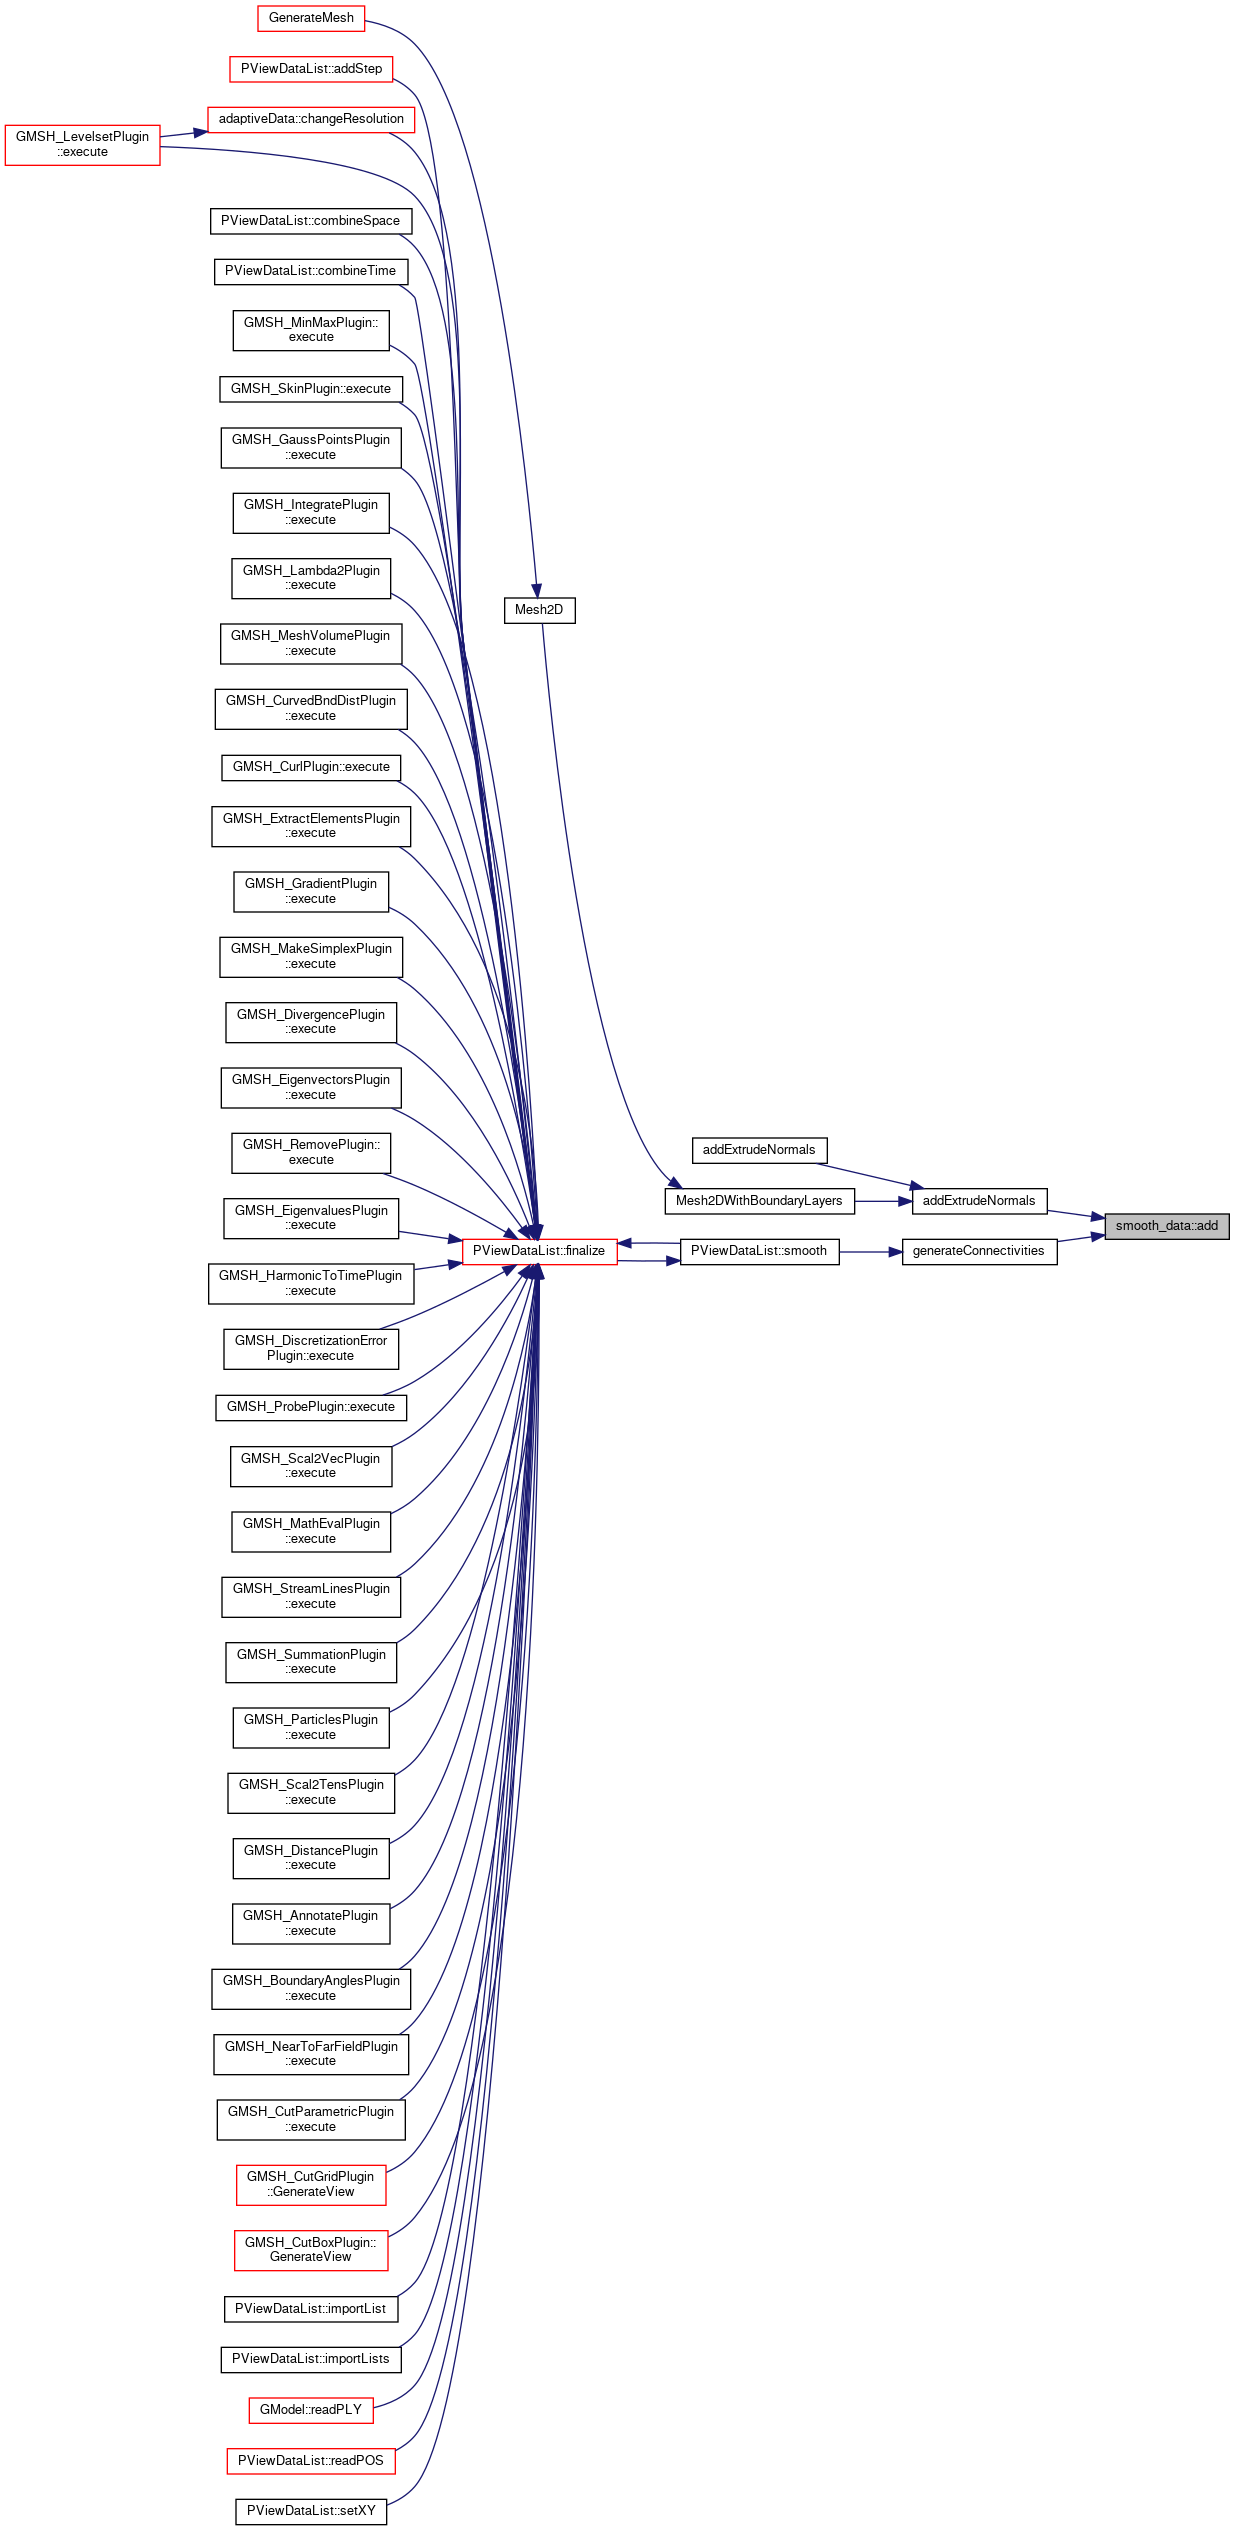 GenerateMesh
PViewDataList::addStep
adaptiveData::changeResolution
GMSH_LevelsetPlugin
::execute
PViewDataList::combineSpace
PViewDataList::combineTime
GMSH_MinMaxPlugin::
execute
GMSH_SkinPlugin::execute
GMSH_GaussPointsPlugin
::execute
GMSH_IntegratePlugin
::execute
GMSH_Lambda2Plugin
::execute
Mesh2D
GMSH_MeshVolumePlugin
::execute
GMSH_CurvedBndDistPlugin
::execute
GMSH_CurlPlugin::execute
GMSH_ExtractElementsPlugin
::execute
GMSH_GradientPlugin
::execute
GMSH_MakeSimplexPlugin
::execute
GMSH_DivergencePlugin
::execute
GMSH_EigenvectorsPlugin
::execute
GMSH_RemovePlugin::
execute
addExtrudeNormals
Mesh2DWithBoundaryLayers
addExtrudeNormals
smooth_data::add
GMSH_EigenvaluesPlugin
::execute
PViewDataList::finalize
PViewDataList::smooth
generateConnectivities
GMSH_HarmonicToTimePlugin
::execute
GMSH_DiscretizationError
Plugin::execute
GMSH_ProbePlugin::execute
GMSH_Scal2VecPlugin
::execute
GMSH_MathEvalPlugin
::execute
GMSH_StreamLinesPlugin
::execute
GMSH_SummationPlugin
::execute
GMSH_ParticlesPlugin
::execute
GMSH_Scal2TensPlugin
::execute
GMSH_DistancePlugin
::execute
GMSH_AnnotatePlugin
::execute
GMSH_BoundaryAnglesPlugin
::execute
GMSH_NearToFarFieldPlugin
::execute
GMSH_CutParametricPlugin
::execute
GMSH_CutGridPlugin
::GenerateView
GMSH_CutBoxPlugin::
GenerateView
PViewDataList::importList
PViewDataList::importLists
GModel::readPLY
PViewDataList::readPOS
PViewDataList::setXY